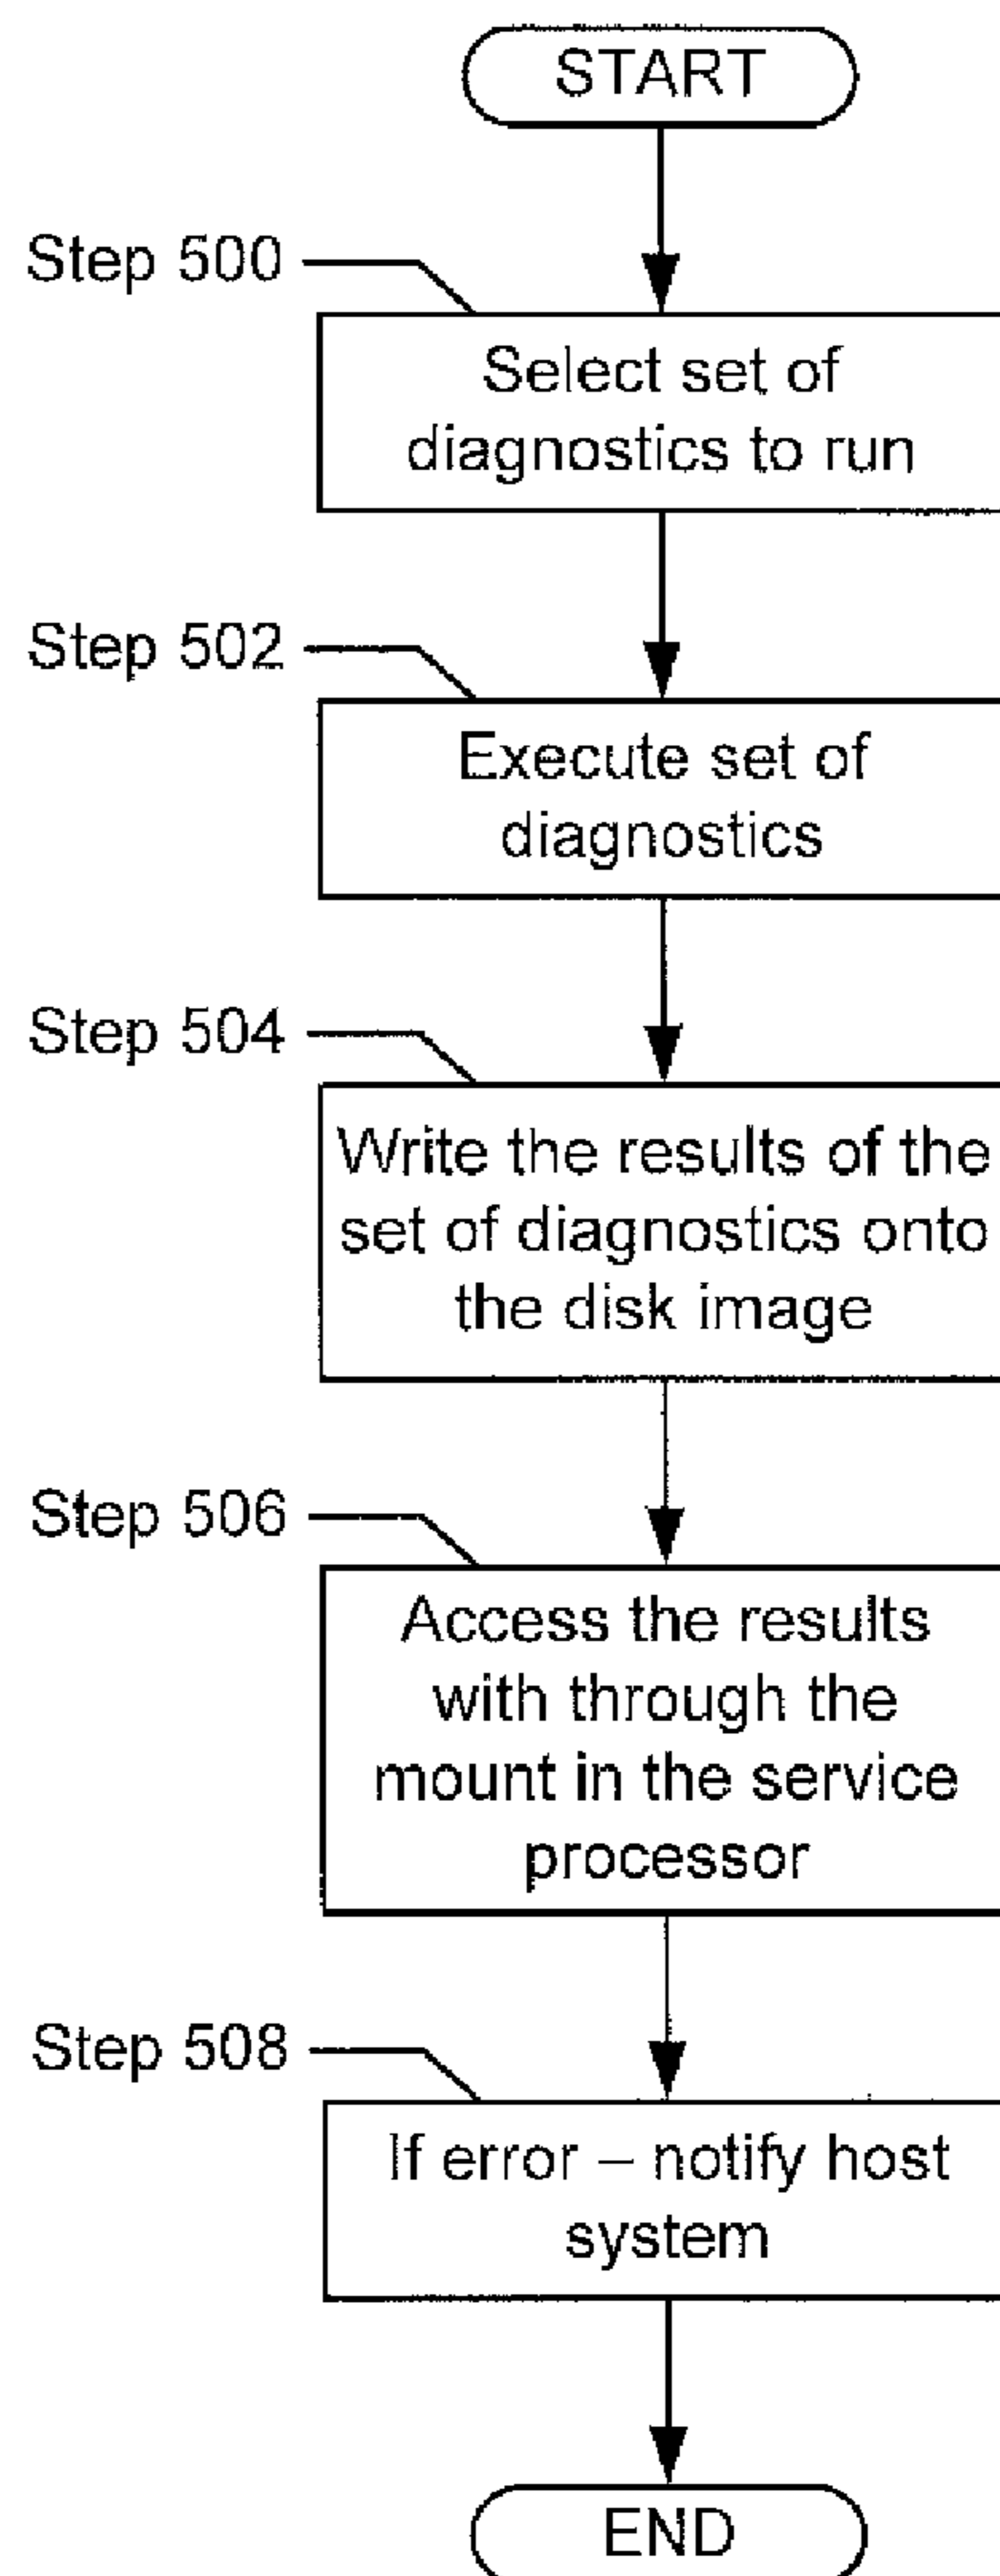 START
Step 500
Select set of
diagnostics to run
Step 502
Execute set of
diagnostics
Step 504
Write the results of the
set of diagnostics onto
the disk image
Step 506
Access the results
with through the
mount in the service
processor
Step 508
If error – notify host
system
END